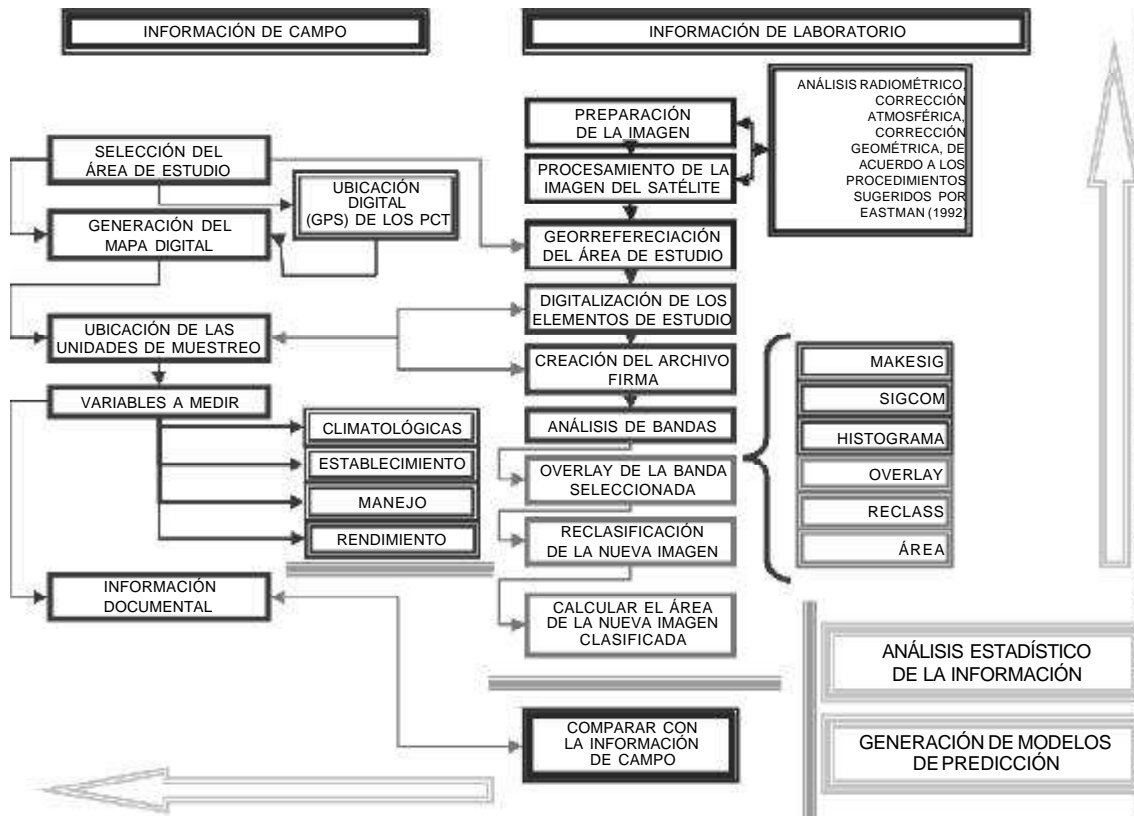 INFORMACIÓN DE CAMPO
INFORMACIÓN DE LABORATORIO
SELECCIÓN DEL
ÁREA DE ESTUDIO
UBICACIÓN
DIGITAL
(GPS) DE LOS PCT
GENERACIÓN DEL
MAPA DIGITAL
UBICACIÓN DE LAS
UNIDADES DE MUESTREO
VARIABLES A MEDIR
CLIMATOLÓGICAS
ESTABLECIMIENTO
MANEJO
RENDIMIENTO
INFORMACIÓN
DOCUMENTAL
PREPARACIÓN
DE LA IMAGEN
PROCESAMIENTO DE LA
IMAGEN DEL SATÉLITE
GEORREFERECIACIÓN
DEL ÁREA DE ESTUDIO
DIGITALIZACIÓN DE LOS
ELEMENTOS DE ESTUDIO
CREACIÓN DEL ARCHIVO
FIRMA
ANÁLISIS DE BANDAS
OVERLAY DE LA BANDA
SELECCIONADA
RECLASIFICACIÓN
DE LA NUEVA IMAGEN
CALCULAR EL ÁREA
DE LA NUEVA IMAGEN
CLASIFICADA
COMPARAR CON
LA INFORMACIÓN
DE CAMPO
ANÁLISIS RADIOMÉTRICO,
CORRECCIÓN
ATMOSFÉRICA,
CORRECCIÓN
GEOMÉTRICA, DE
ACUERDO A LOS
PROCEDIMIENTOS
SUGERIDOS POR
EASTMAN (1992)
MAKESIG
SIGCOM
HISTOGRAMA
OVERLAY
RECLASS
ÁREA
ANÁLISIS ESTADÍSTICO
DE LA INFORMACIÓN
GENERACIÓN DE MODELOS
DE PREDICCIÓN